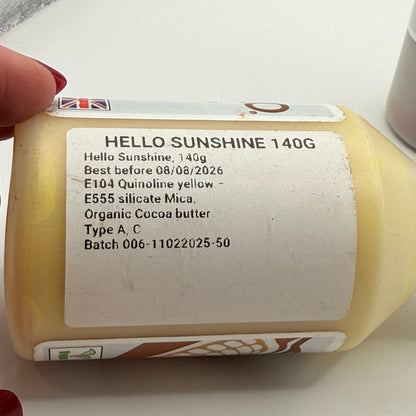 HELLO SUNSHINE 140G
Hello Sunshine, 140g
Best before 08/08/2026
E104 Quinoline yellow -
E555 silicate Mica,
Organic Cocoa butter
Type A, C
Batch 006-11022025-50